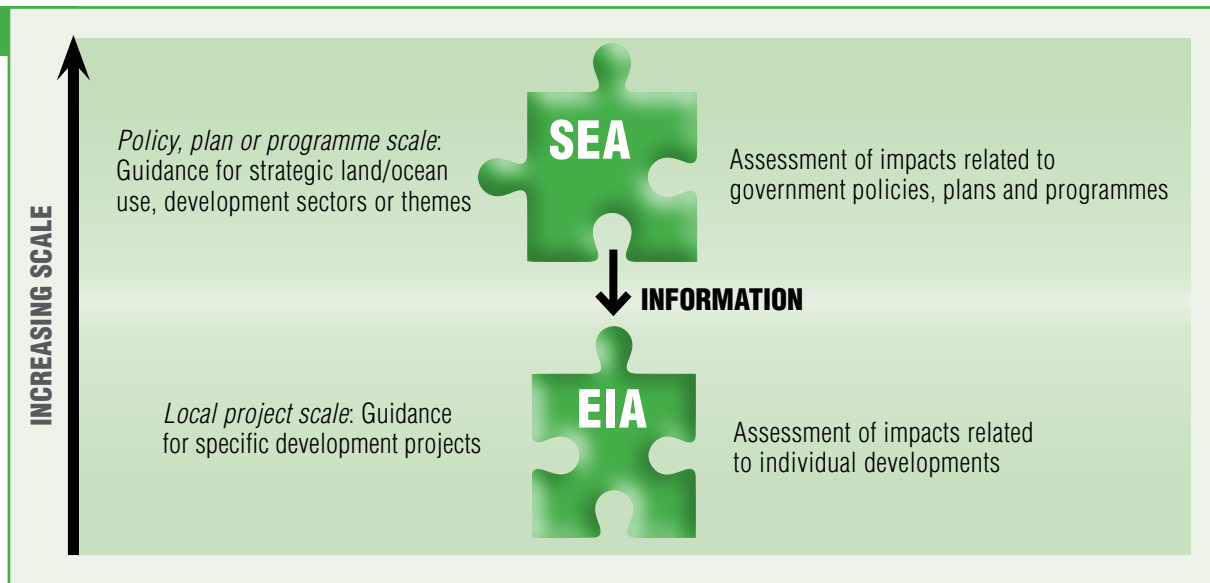 INCREASING SCALE
Policy, plan or programme scale:
Guidance for strategic land/ocean
use, development sectors or themes
SEA
Assessment of impacts related to
government policies, plans and programmes
INFORMATION
Local project scale: Guidance
for specific development projects
EIA
Assessment of impacts related
to individual developments